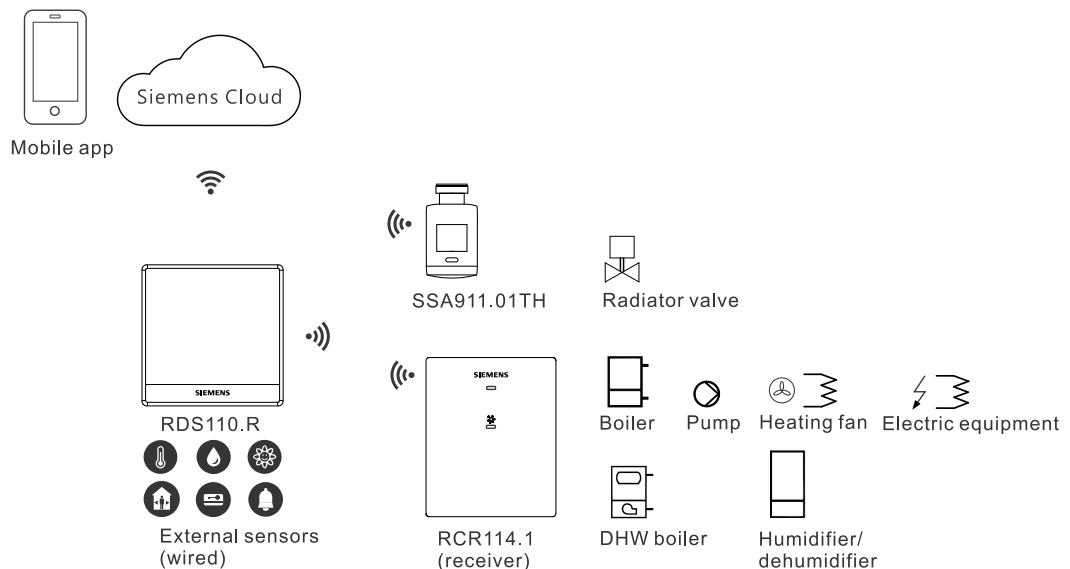 Siemens Cloud
Mobile app
SSA911.01TH
Radiator valve
SIEMENS
RDS110.R
SIEMENS
Boiler
Pump
Heating fan
Electric equipment
External sensors
(wired)
RCR114.1
(receiver)
DHW boiler
Humidifier/
dehumidifier